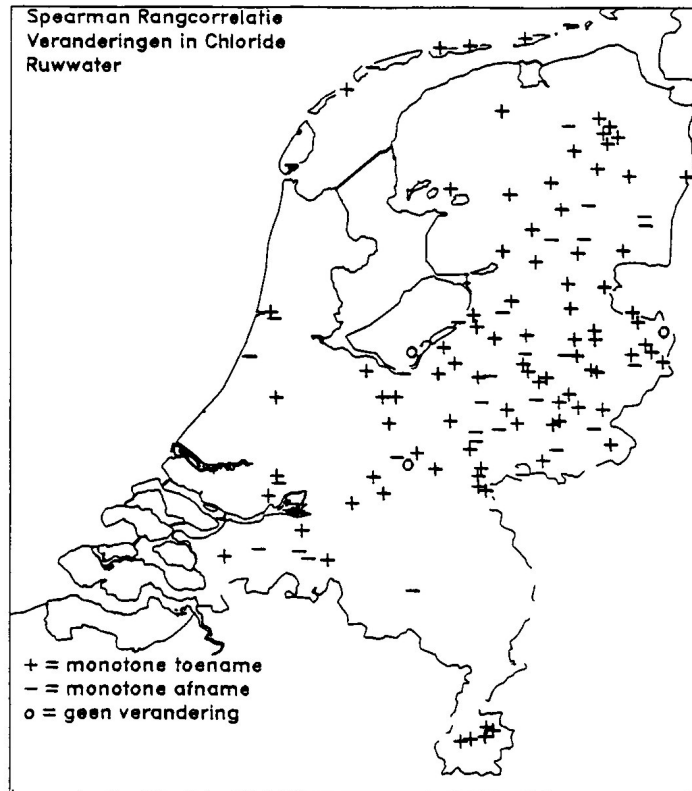 Spearman Rangcorrelatie
Veranderingen in Chloride
Ruwwater
+ = monotone toename
- = monotone afname
o = geen verandering